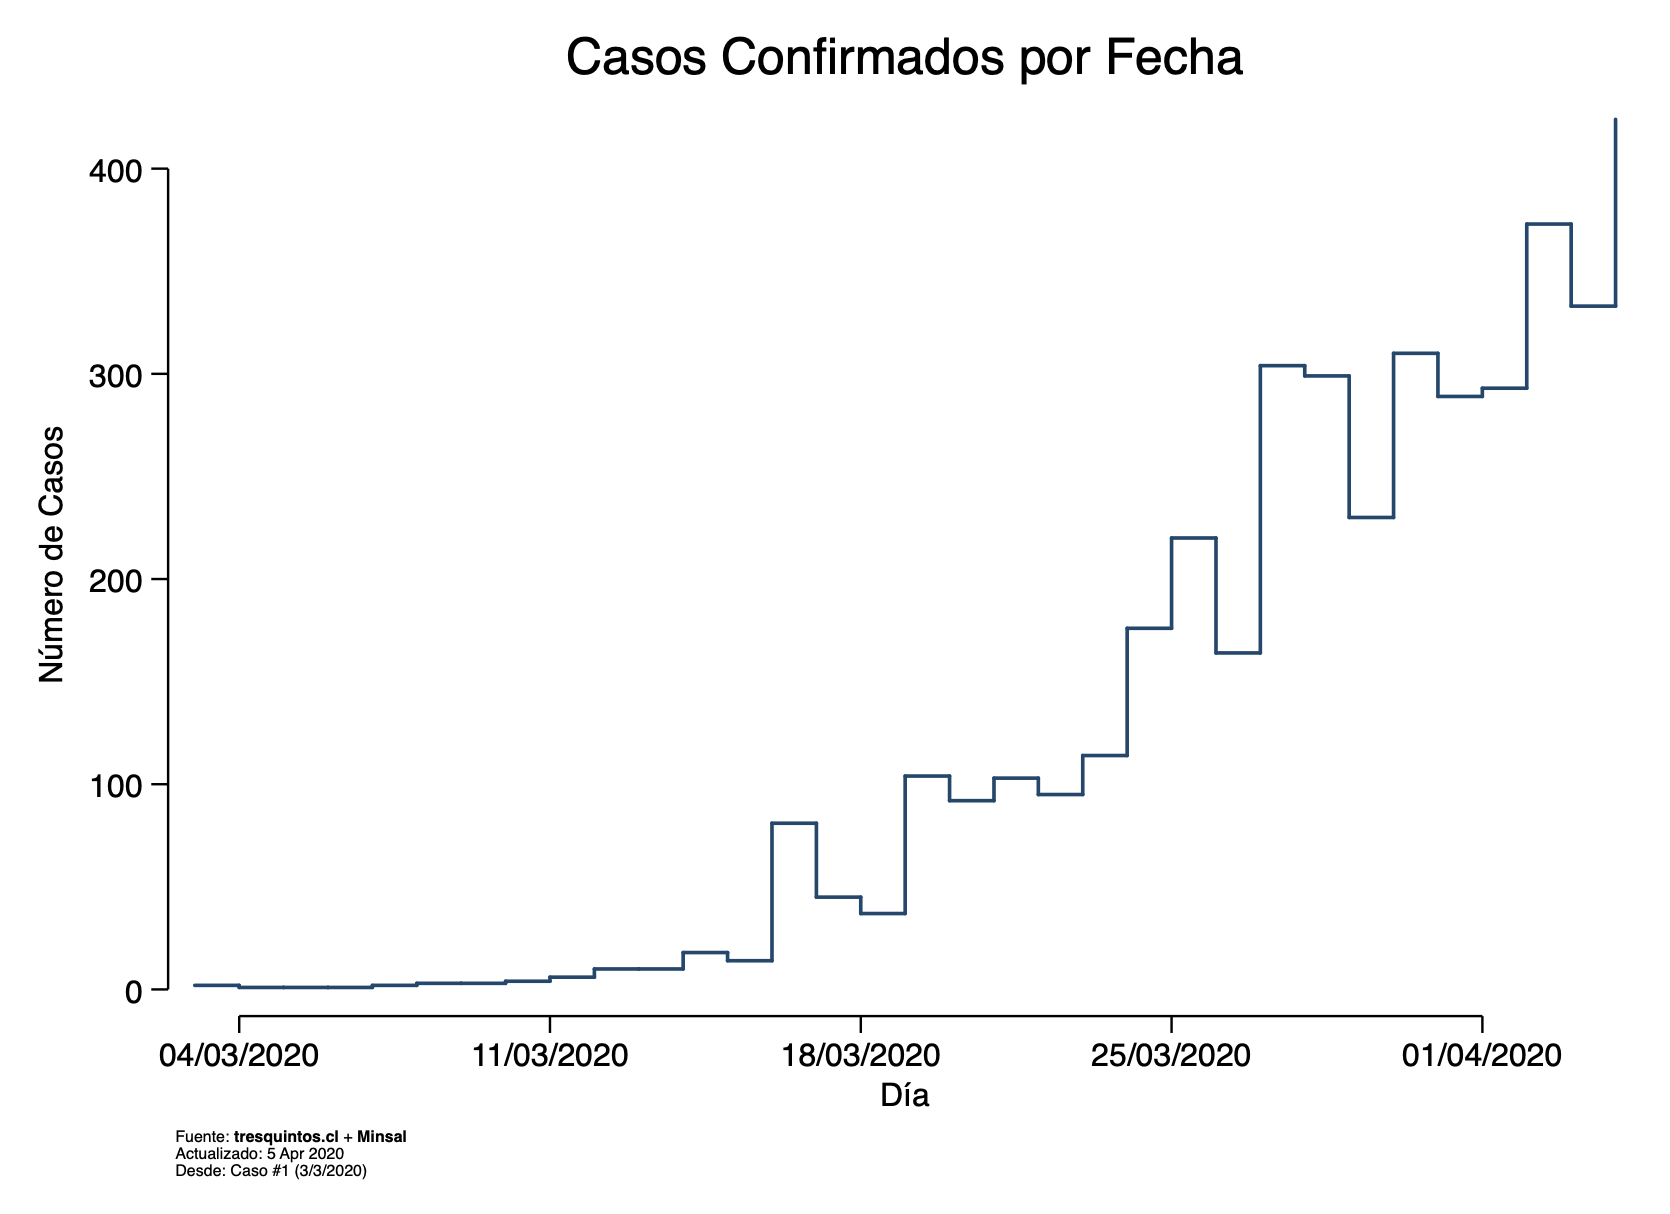 Casos Confirmados por Fecha
400
300
200
100
0
Número de Casos
04/03/2020 11/03/2020 18/03/2020 25/03/2020 01/04/2020
Día
Fuente: tresquintos.cl + Minsal
Actualizado: 5 Apr 2020
Desde: Caso #1 (3/3/2020)